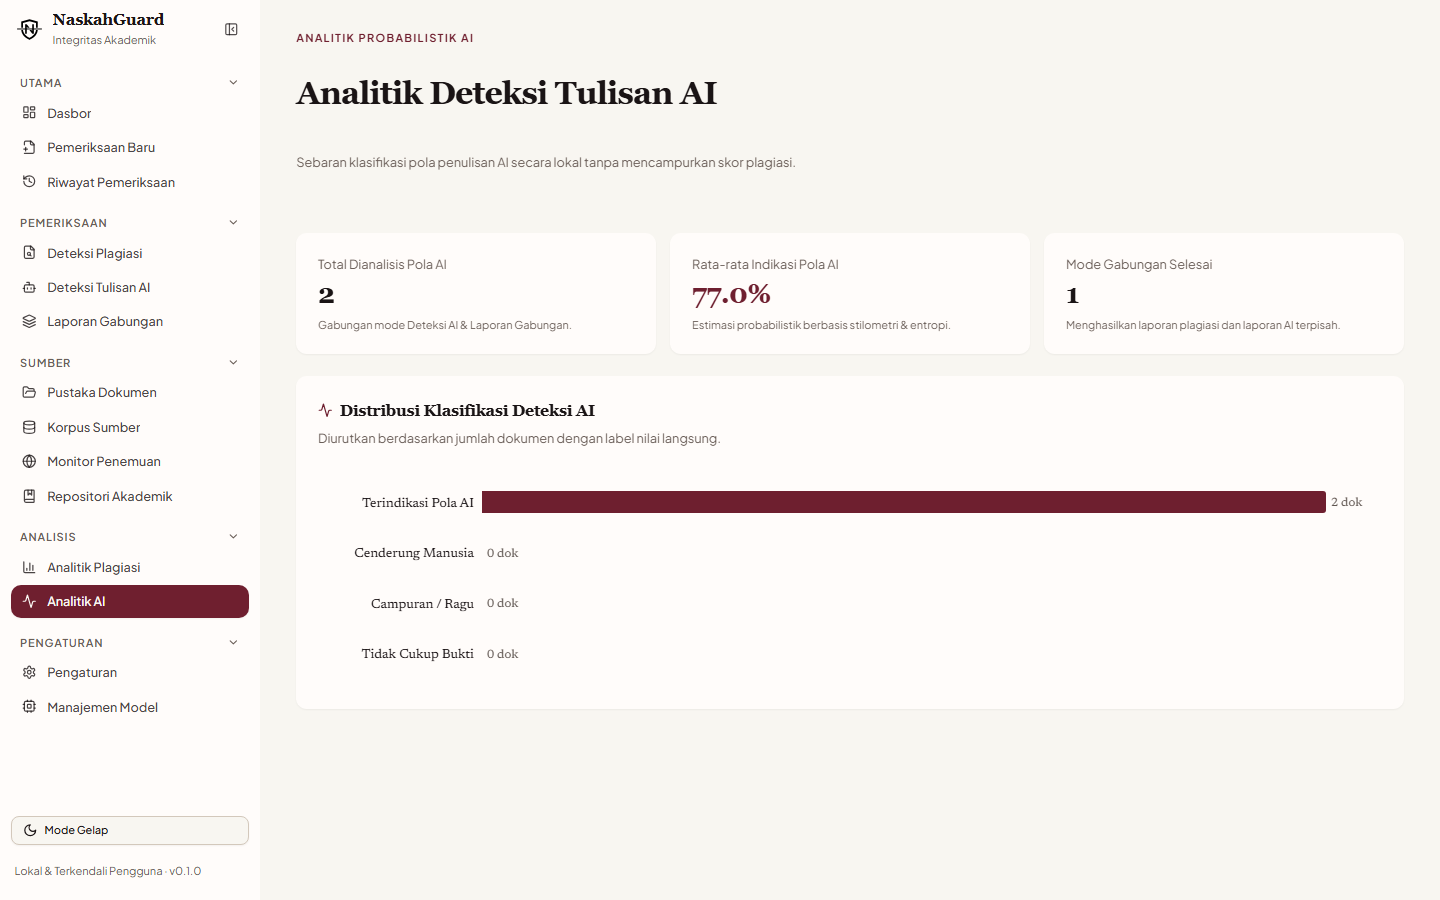 NaskahGuard
Integritas Akademik
UTAMA
Dasbor
Pemeriksaan Baru
Riwayat Pemeriksaan
PEMERIKSAAN
Deteksi Plagiasi
Deteksi Tulisan AI
Laporan Gabungan
SUMBER
Pustaka Dokumen
Korpus Sumber
Monitor Penemuan
Repositori Akademik
ANALISIS
Analitik Plagiasi
Analitik AI
PENGATURAN
Pengaturan
Manajemen Model
Mode Gelap
Lokal & Terkendali Pengguna · v0.1.0
ANALITIK PROBABILISTIK AI
Analitik Deteksi Tulisan AI
Sebaran klasifikasi pola penulisan AI secara lokal tanpa mencampurkan skor plagiasi.
Total Dianalisis Pola AI
2
Gabungan mode Deteksi AI & Laporan Gabungan.
Rata-rata Indikasi Pola AI
77.0%
Estimasi probabilistik berbasis stilometri & entropi.
Mode Gabungan Selesai
1
Menghasilkan laporan plagiasi dan laporan AI terpisah.
Distribusi Klasifikasi Deteksi AI
Diurutkan berdasarkan jumlah dokumen dengan label nilai langsung.
Terindikasi Pola AI 2 dok
Cenderung Manusia 0 dok
Campuran / Ragu 0 dok
Tidak Cukup Bukti 0 dok